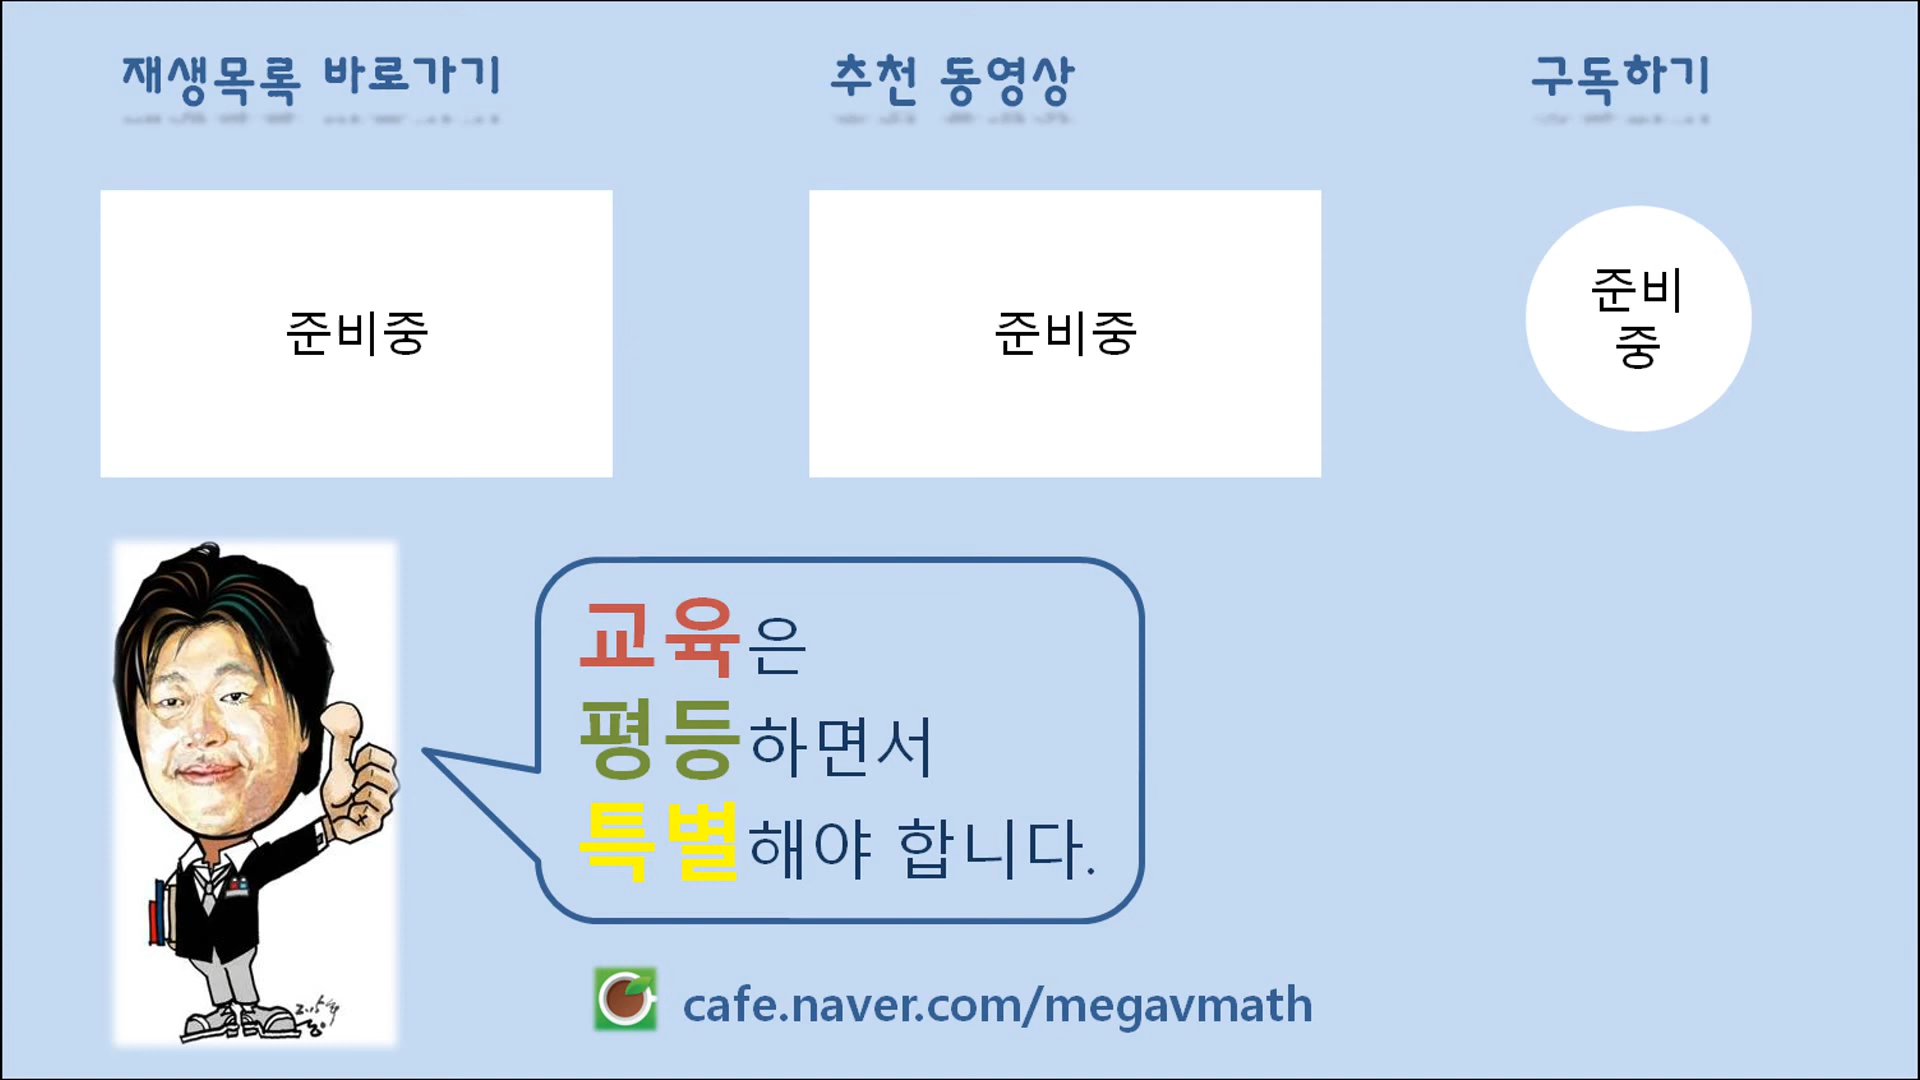 재생목록 바로가기
추천 동영상
구독하기
준비중
준비중
준비
중
교육은
평등하면서
특별해야 합니다.
cafe.naver.com/megavmath